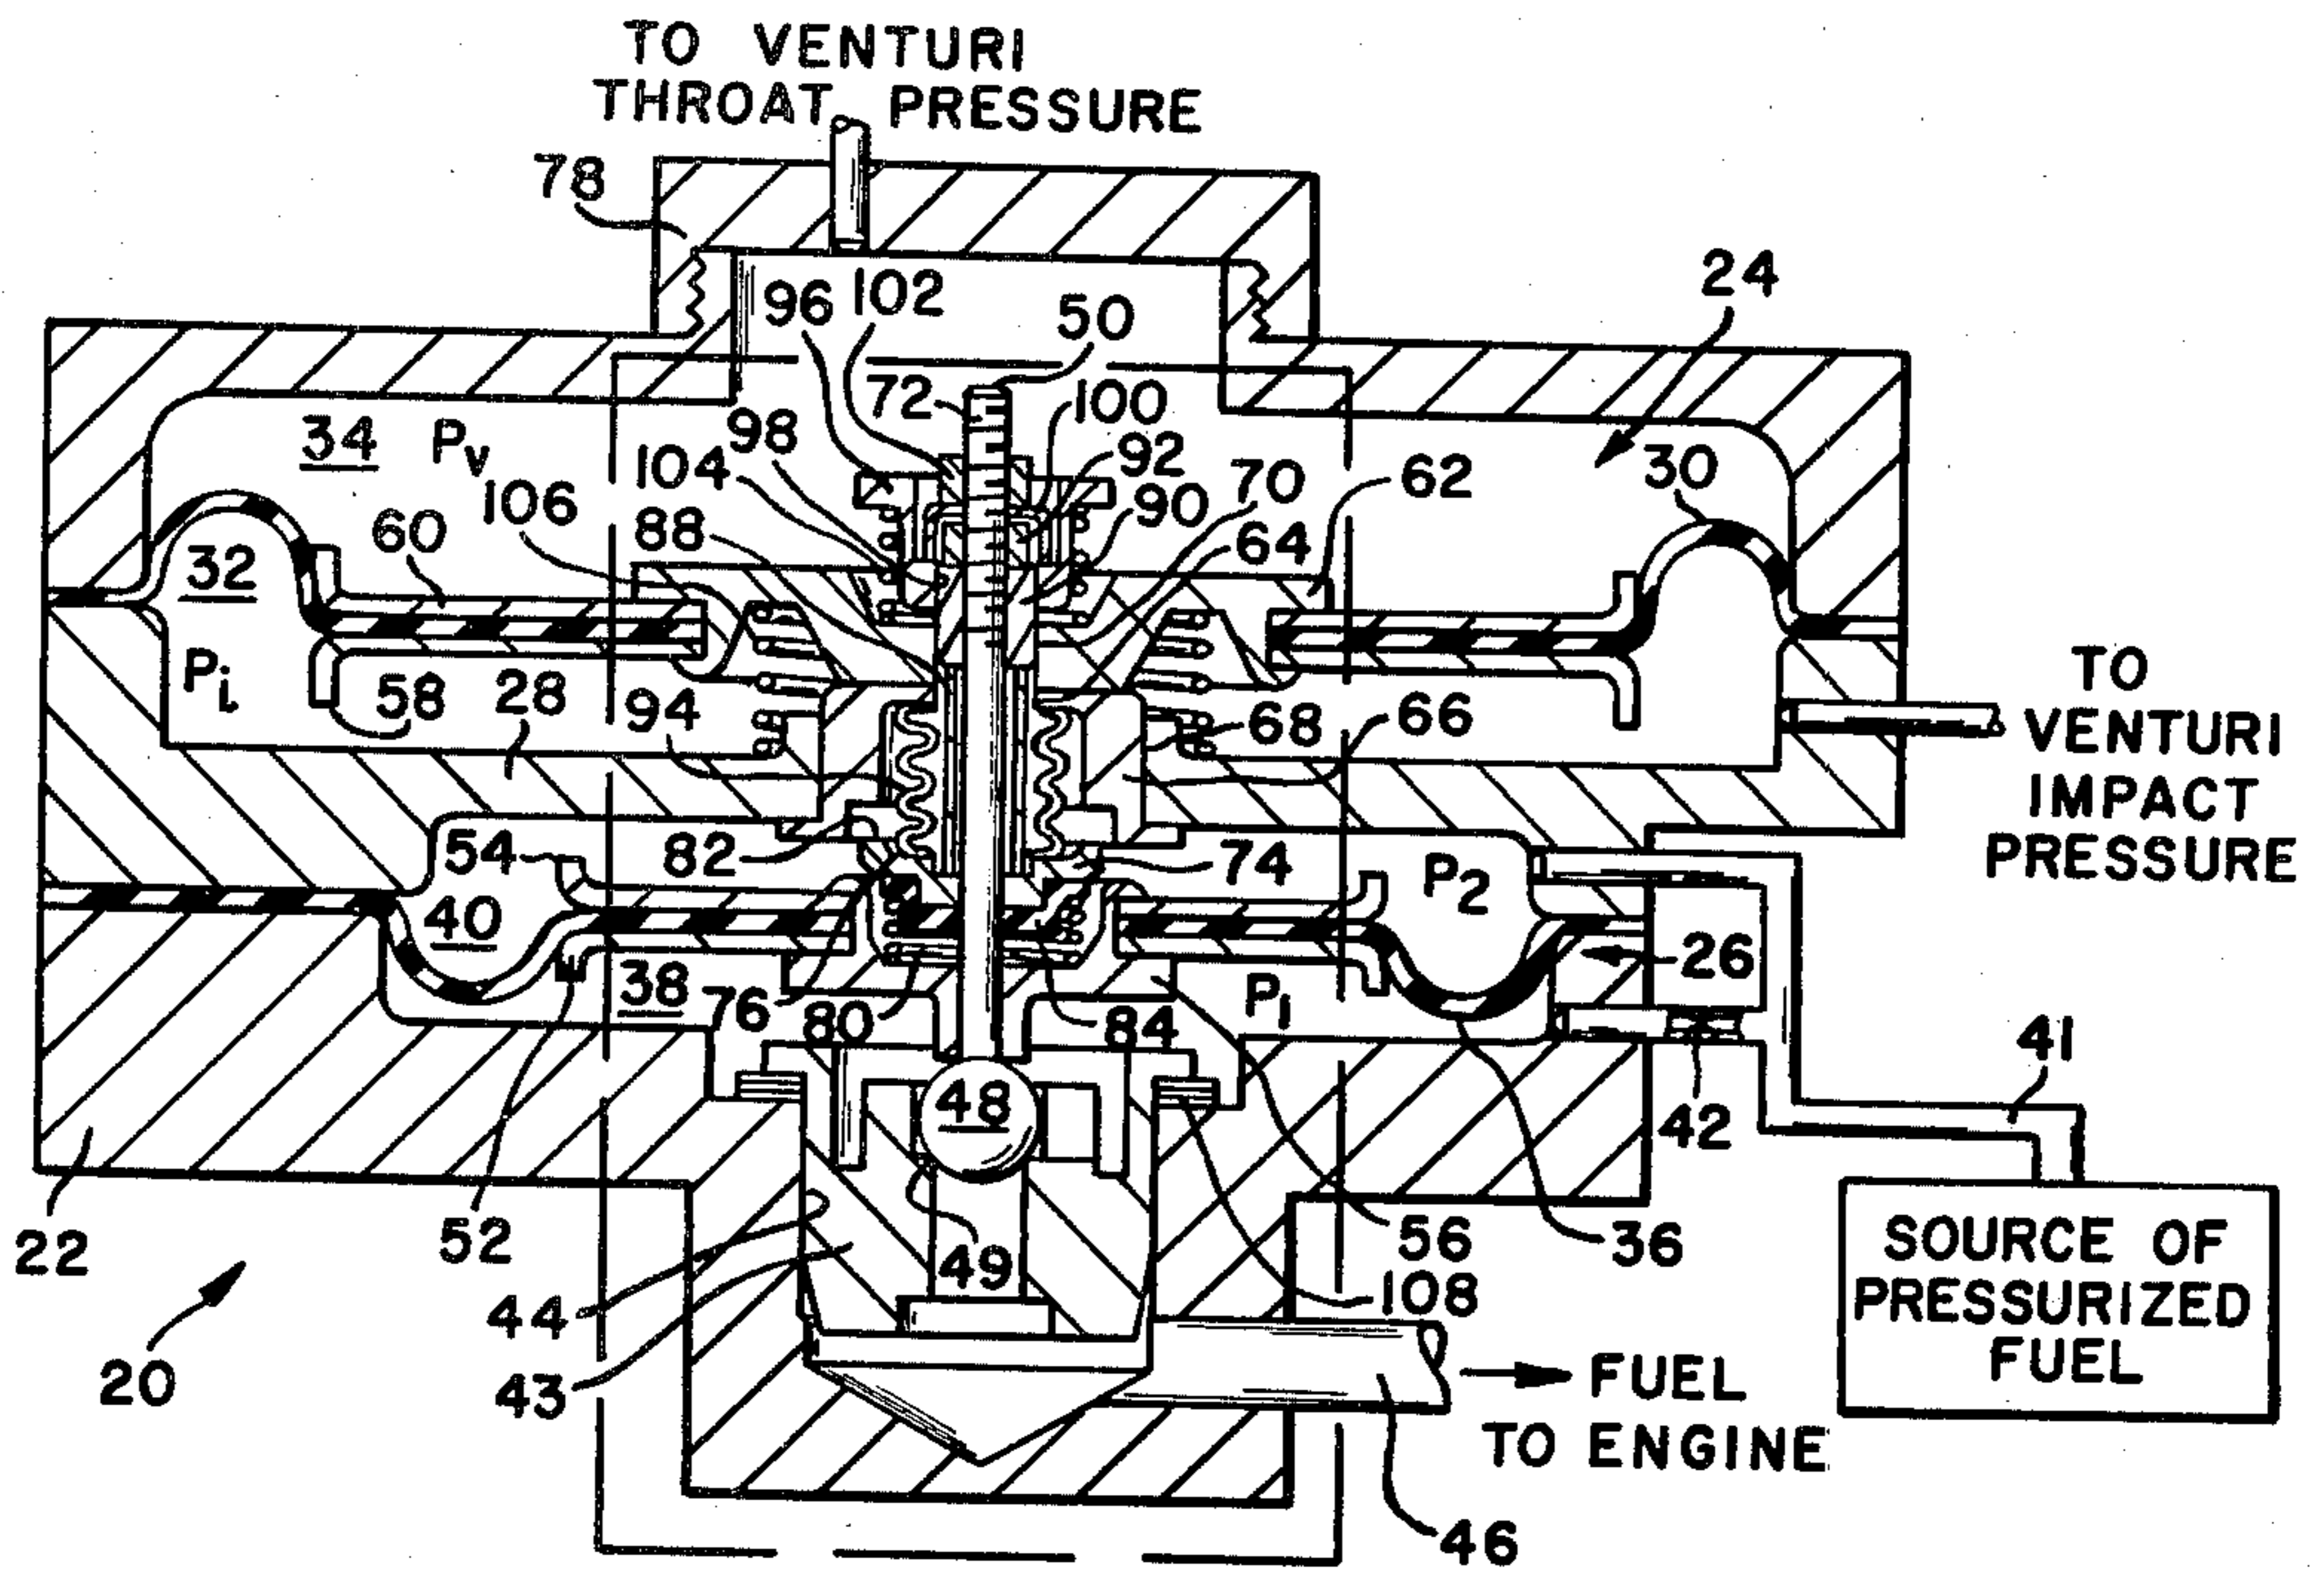 TO VENTURI
THROAT PRESSURE
78
24
96 102 50
72 100
34 Pv 98 92
104 70 62 30
106 90
60 88 64
32
Pi 58 28 94 68 66
TO
VENTURI
IMPACT
PRESSURE
54 82 74 P2
40
26
38 76 80 84 P1
41
48 42
22 52 49 56 36
SOURCE OF
PRESSURIZED
FUEL
44 108
20 43
FUEL
TO ENGINE
46